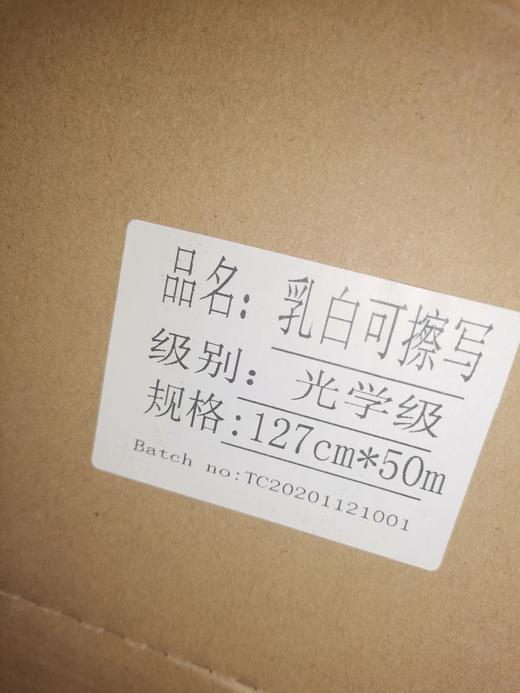 品名: 乳白可擦写
级别: 光学级
规格: 127cm*50m
Batch no:TC20201121001